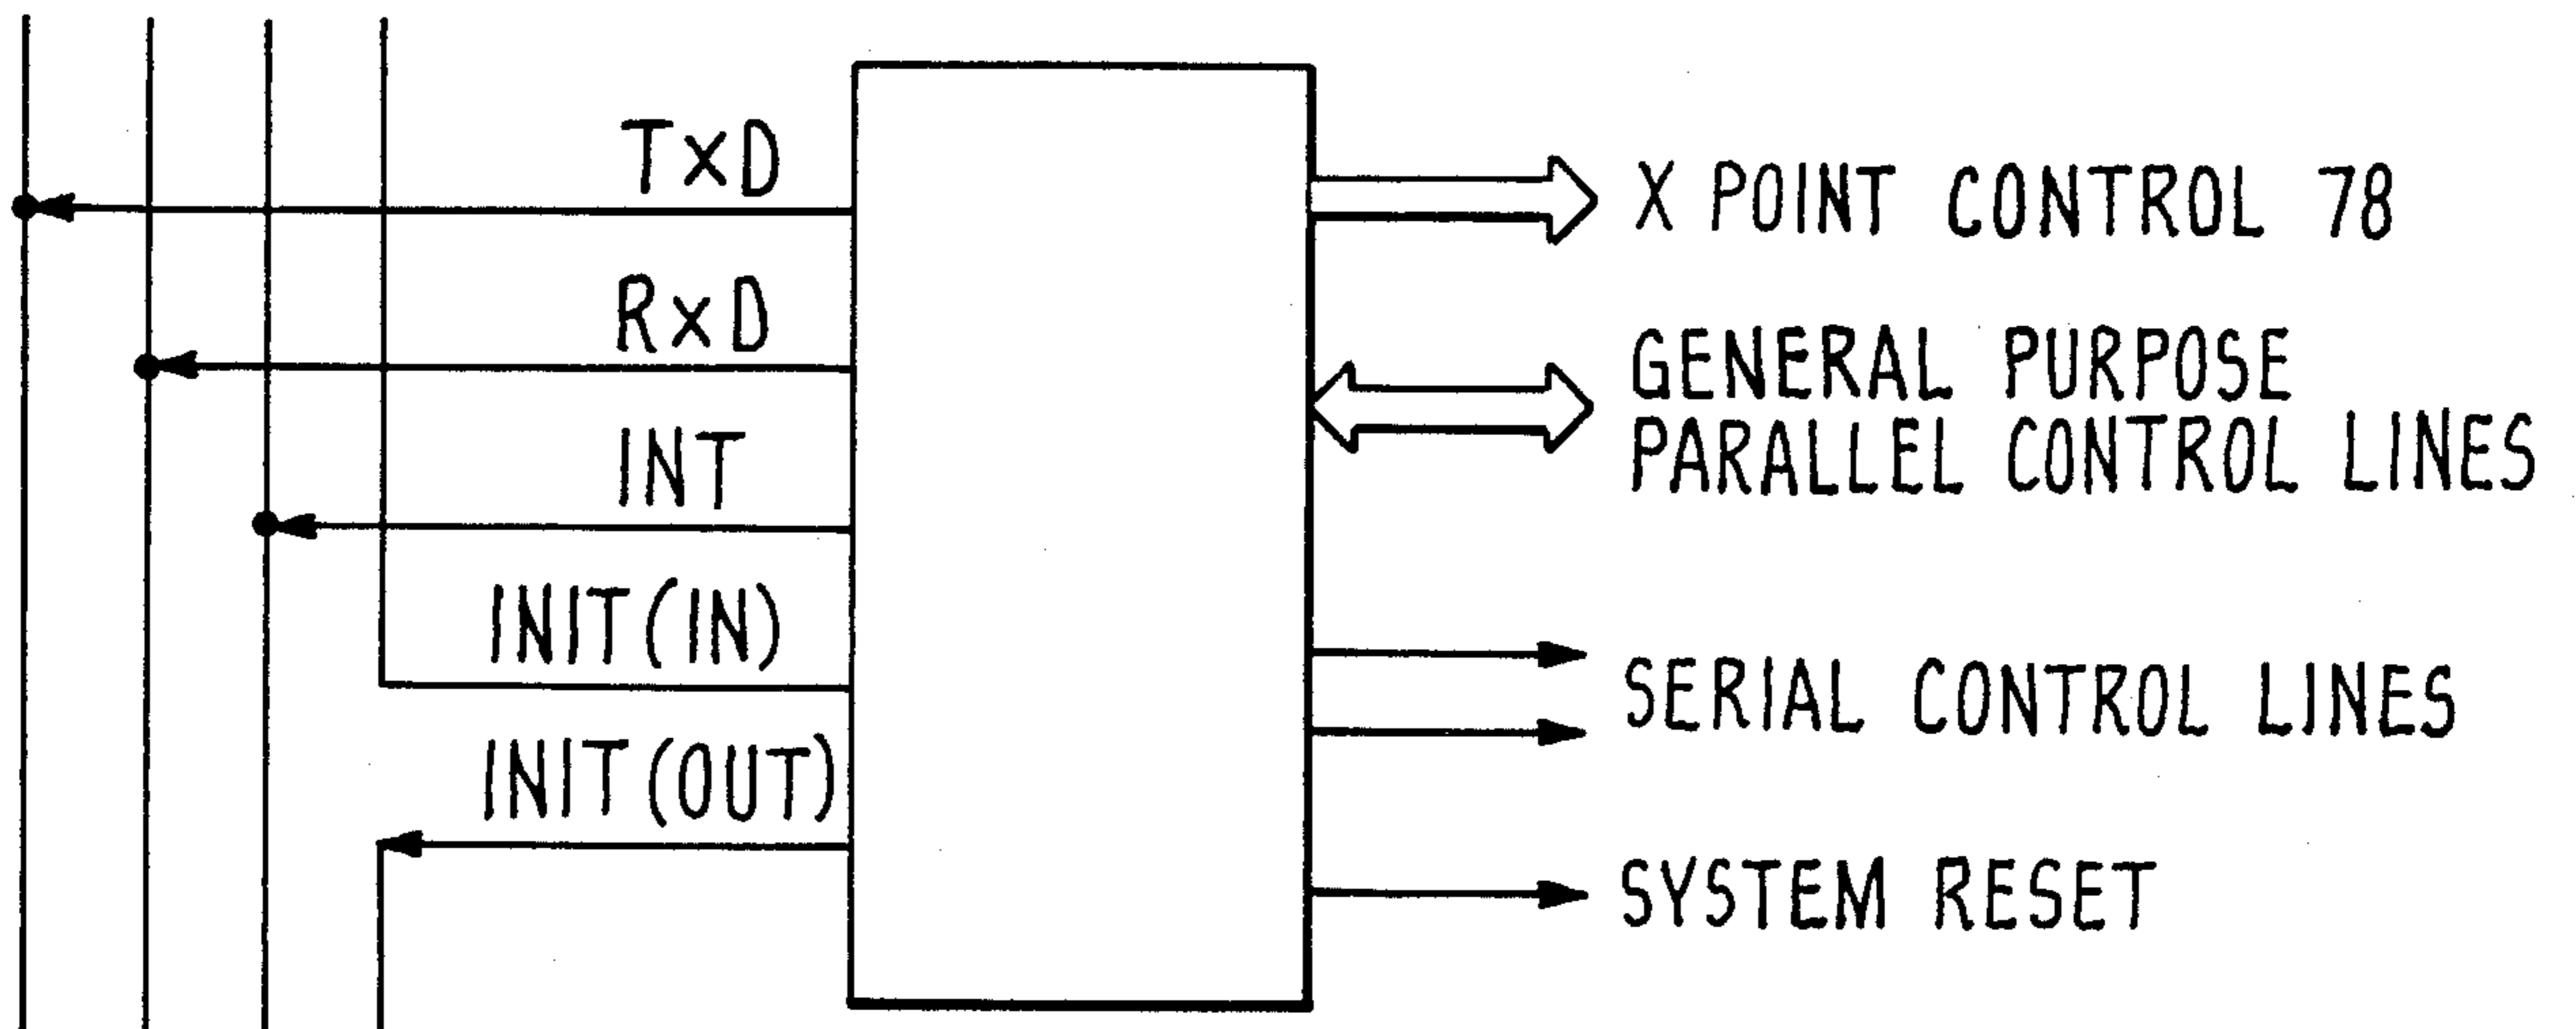 TxD
RxD
INT
INIT(IN)
INIT(OUT)
X POINT CONTROL 78
GENERAL PURPOSE
PARALLEL CONTROL LINES
SERIAL CONTROL LINES
SYSTEM RESET